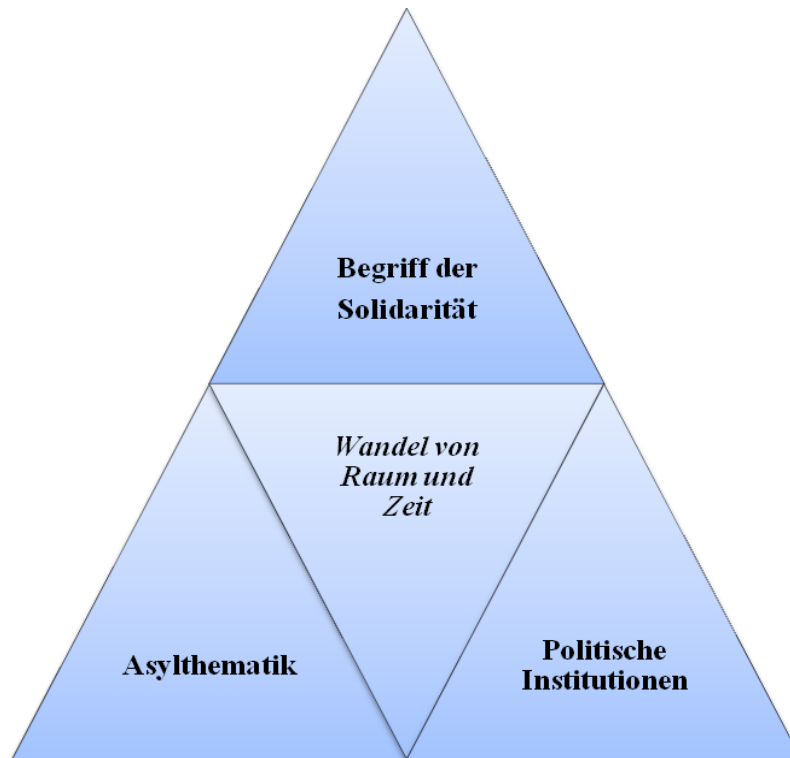 Begriff der
Solidarität
Wandel von
Raum und
Zeit
Asylthematik
Politische
Institutionen